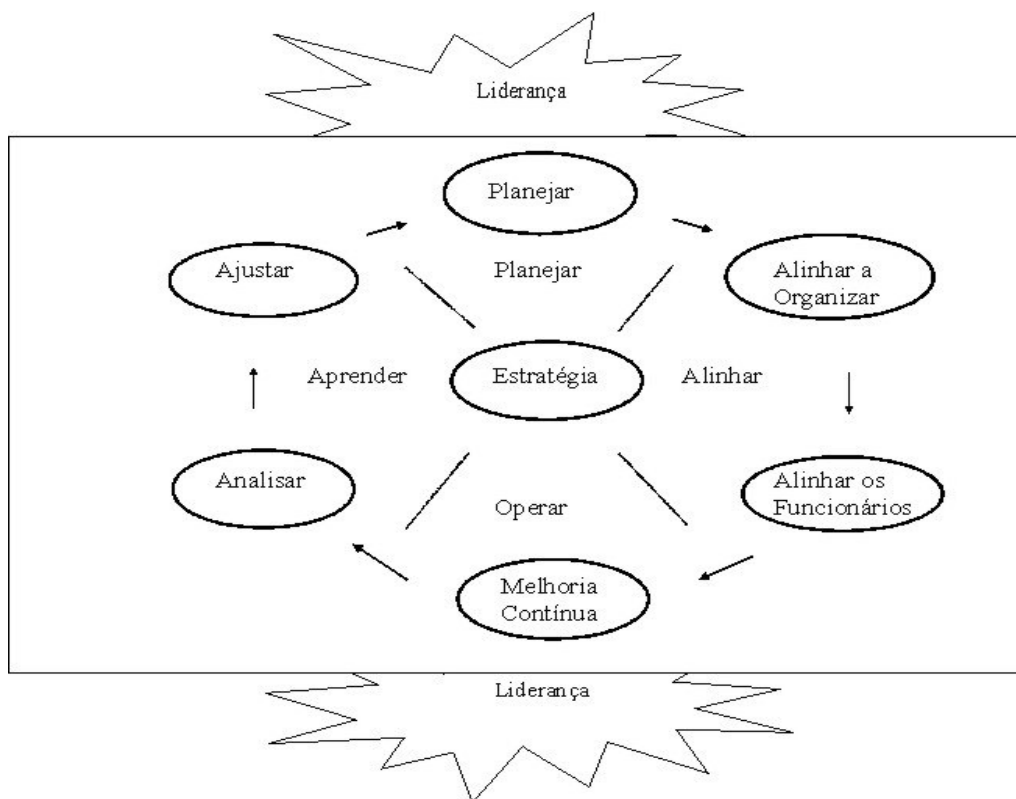 Liderança
Planejar
Ajustar
Planejar
Alinhar a
Organizar
Aprender
Estratégia
Alinhar
Analisar
Alinhar os
Funcionários
Operar
Melhoria
Contínua
Liderança